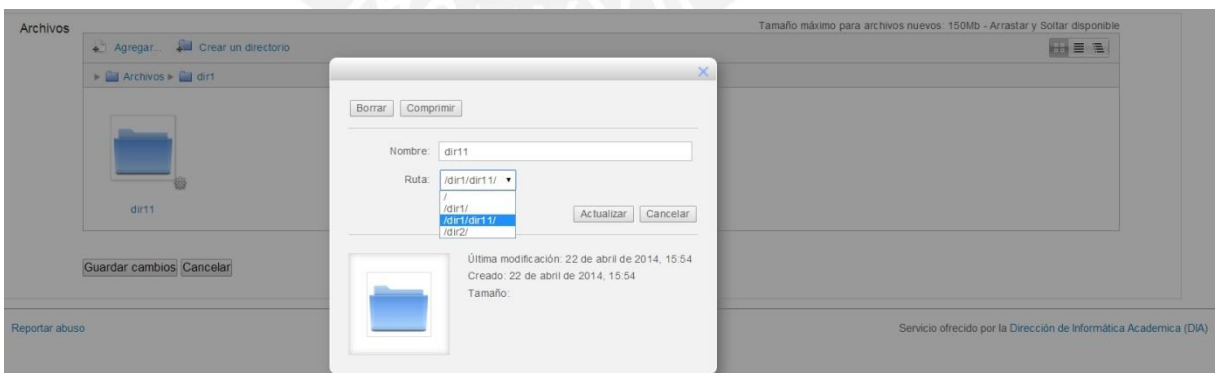 Archivos
Tamaño máximo para archivos nuevos: 150Mb - Arrastar y Soltar disponible
Agregar... Crear un directorio
Archivos ▸ dir1
Borrar Comprimir
Nombre: dir11
Ruta: /dir1/dir11/
/
/dir1/
/dir1/dir11/
/dir2/
Actualizar Cancelar
dir11
Última modificación: 22 de abril de 2014, 15:54
Creado: 22 de abril de 2014, 15:54
Tamaño:
Guardar cambios Cancelar
Reportar abuso
Servicio ofrecido por la Dirección de Informática Academica (DIA)